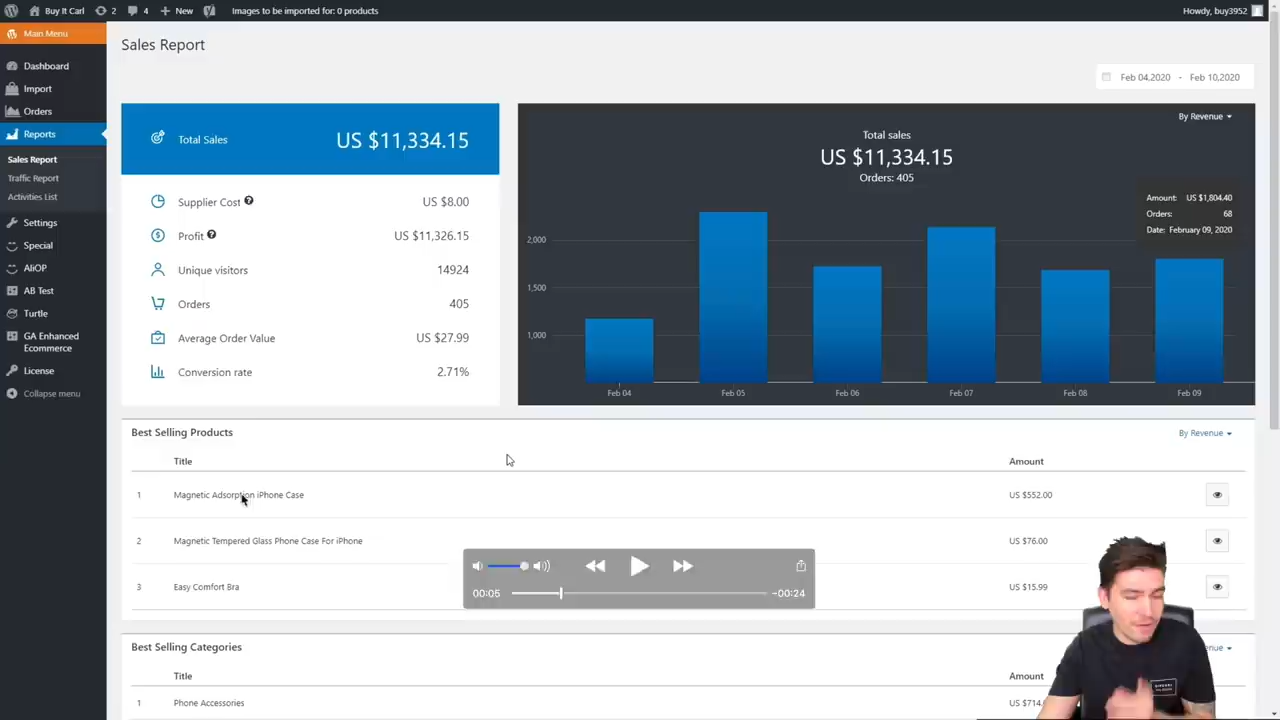 Buy It Carl 2 4 New Images to be imported for: 0 products Howdy, buy3952
Main Menu
Dashboard
Import
Orders
Reports
Sales Report
Traffic Report
Activities List
Settings
Special
AliOP
AB Test
Turtle
GA Enhanced
Ecommerce
License
Collapse menu
Sales Report
Feb 04,2020 - Feb 10,2020
Total Sales US $11,334.15
Supplier Cost US $8.00
Profit US $11,326.15
Unique visitors 14924
Orders 405
Average Order Value US $27.99
Conversion rate 2.71%
By Revenue
Total sales
US $11,334.15
Orders: 405
Amount: US $1,804.40
Orders: 68
Date: February 09, 2020
2,000
1,500
1,000
Feb 04 Feb 05 Feb 06 Feb 07 Feb 08 Feb 09
Best Selling Products By Revenue
Title Amount
1 Magnetic Adsorption iPhone Case US $552.00
2 Magnetic Tempered Glass Phone Case For iPhone US $76.00
3 Easy Comfort Bra US $15.99
00:05 -00:24
Best Selling Categories
Title Amount
1 Phone Accessories US $714.